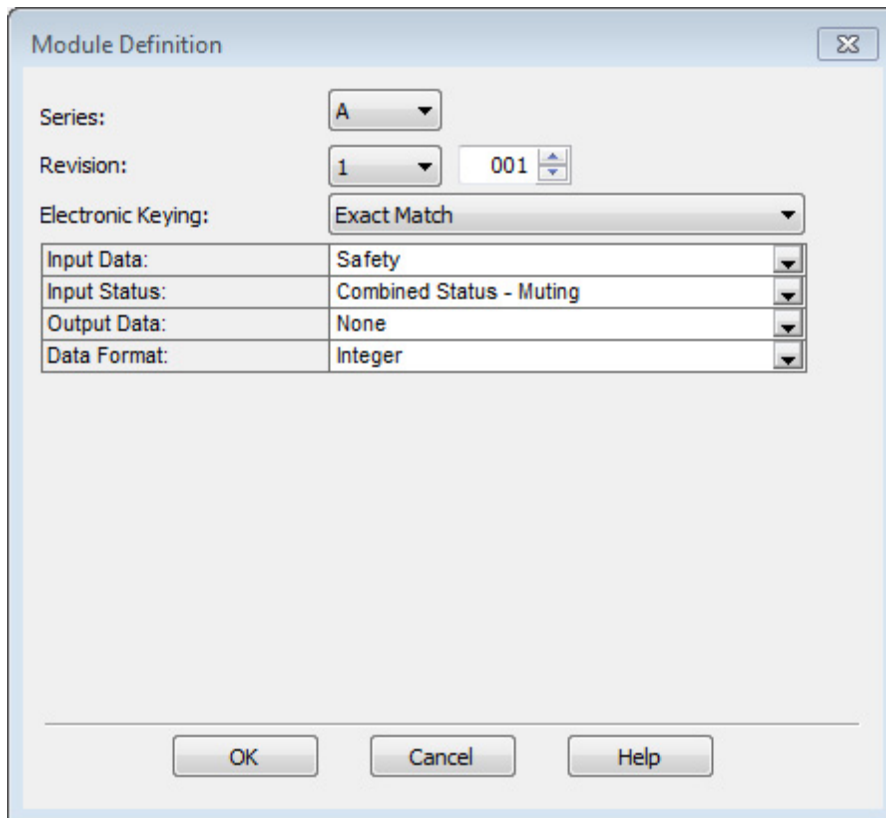 Module Definition
Series: A
Revision: 1 001
Electronic Keying: Exact Match
Input Data: Safety
Input Status: Combined Status - Muting
Output Data: None
Data Format: Integer
OK Cancel Help